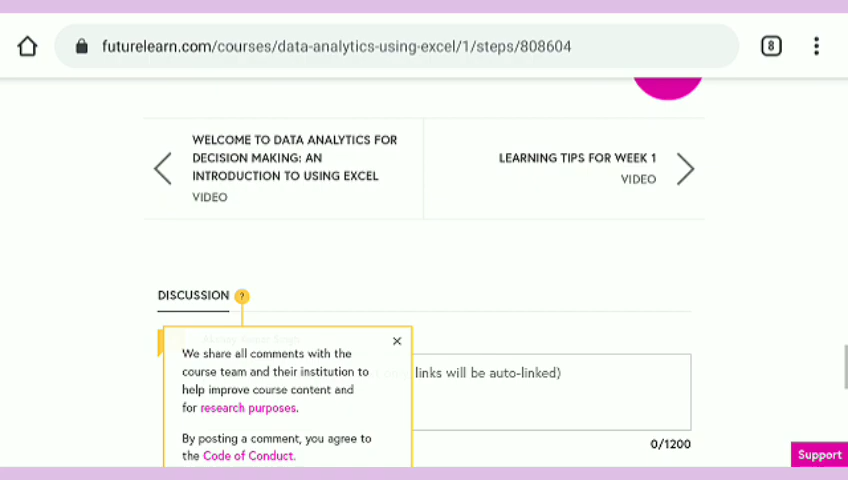 futurelearn.com/courses/data-analytics-using-excel/1/steps/808604
8
WELCOME TO DATA ANALYTICS FOR
DECISION MAKING: AN
INTRODUCTION TO USING EXCEL
VIDEO
LEARNING TIPS FOR WEEK 1
VIDEO
DISCUSSION ?
We share all comments with the
course team and their institution to
help improve course content and
for research purposes.
By posting a comment, you agree to
the Code of Conduct.
links will be auto-linked)
0/1200
Support